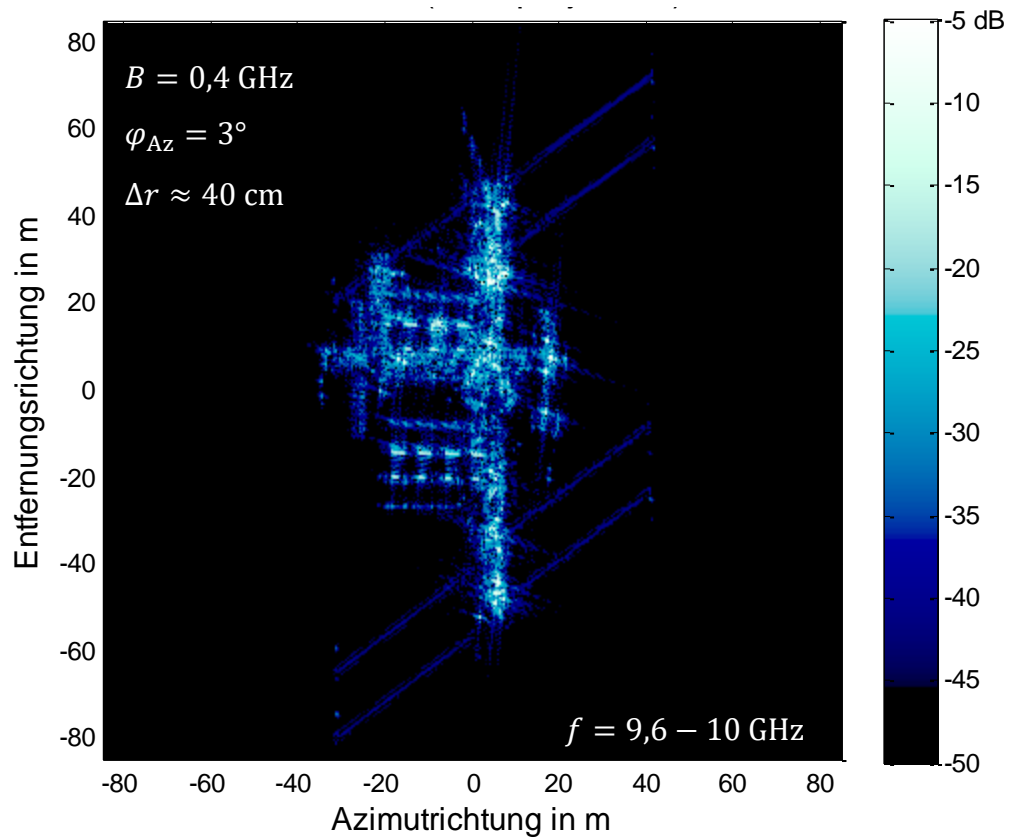 -5 dB
80
B = 0,4 GHz
-10
60
φ_Az = 3°
-15
Δr ≈ 40 cm
40
-20
20
-25
0
-30
-20
-35
-40
-40
-60
-45
f = 9,6 − 10 GHz
-80
-50
-80 -60 -40 -20 0 20 40 60 80
Azimutrichtung in m
Entfernungsrichtung in m